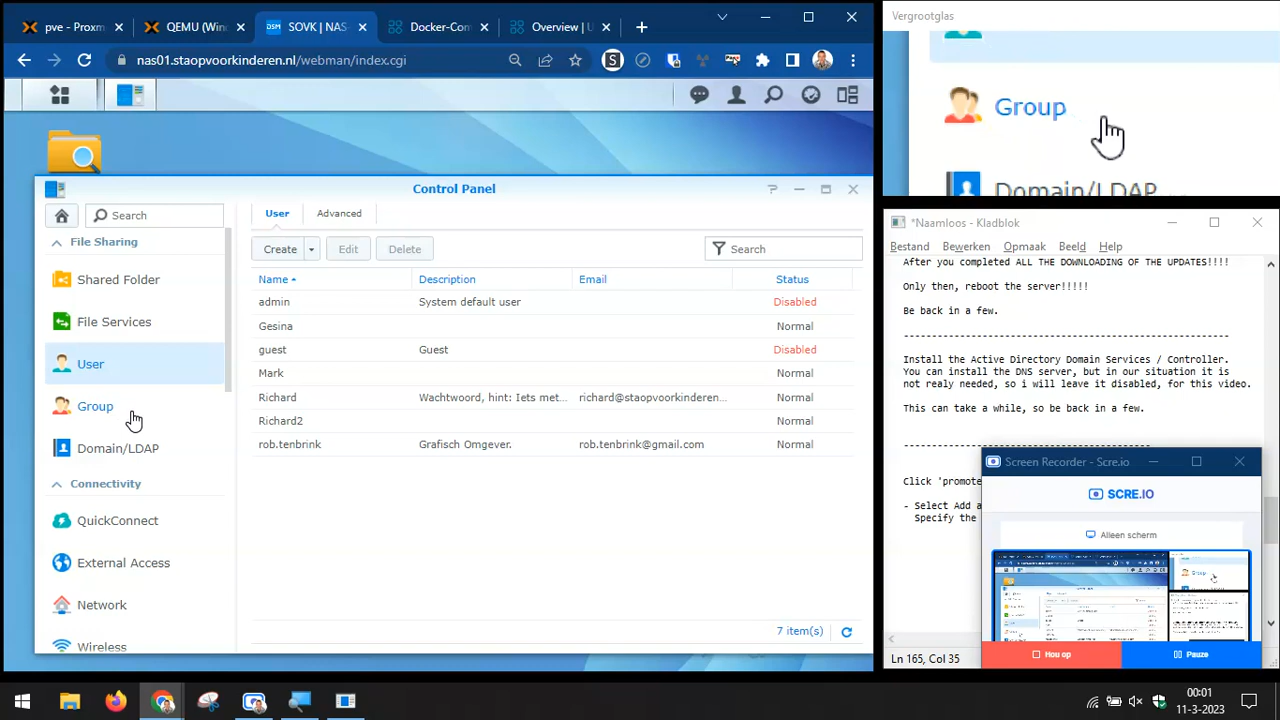 pve - Proxm
QEMU (Wind
DSM
SOVK | NAS
Docker-Con
Overview | U
nas01.staopvoorkinderen.nl/webman/index.cgi
Control Panel
Search
File Sharing
Shared Folder
File Services
User
Group
Domain/LDAP
Connectivity
QuickConnect
External Access
Network
Wireless
User
Advanced
Create
Edit
Delete
Search
Name
Description
Email
Status
admin
System default user
Disabled
Gesina
Normal
guest
Guest
Disabled
Mark
Normal
Richard
Wachtwoord, hint: Iets met...
richard@staopvoorkinderen...
Normal
Richard2
Normal
rob.tenbrink
Grafisch Omgever.
rob.tenbrink@gmail.com
Normal
7 item(s)
Vergrootglas
Group
Domain/LDAP
*Naamloos - Kladblok
Bestand
Bewerken
Opmaak
Beeld
Help
After you completed ALL THE DOWNLOADING OF THE UPDATES!!!!
Only then, reboot the server!!!!!
Be back in a few.
Install the Active Directory Domain Services / Controller.
You can install the DNS server, but in our situation it is
not realy needed, so i will leave it disabled, for this video.
This can take a while, so be back in a few.
Click 'promote
- Select Add a
Specify the
Ln 165, Col 35
Screen Recorder - Scre.io
SCRE.IO
Alleen scherm
Hou op
Pauze
00:01
11-3-2023